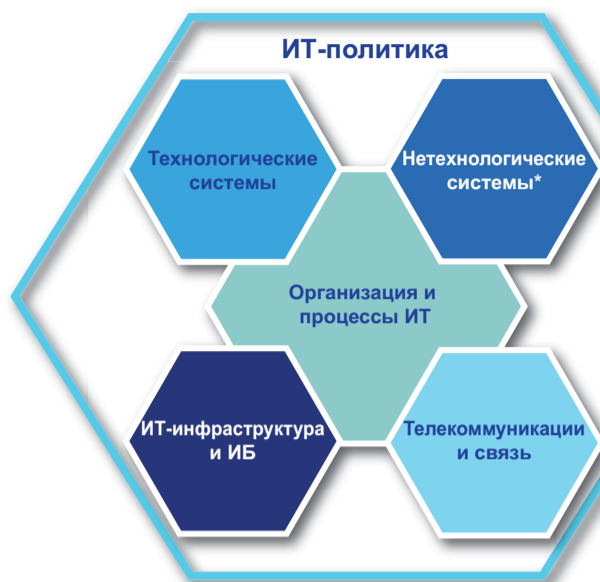 ИТ-политика
Технологические
системы
Нетехнологические
системы*
Организация и
процессы ИТ
ИТ-инфраструктура
и ИБ
Телекоммуникации
и связь